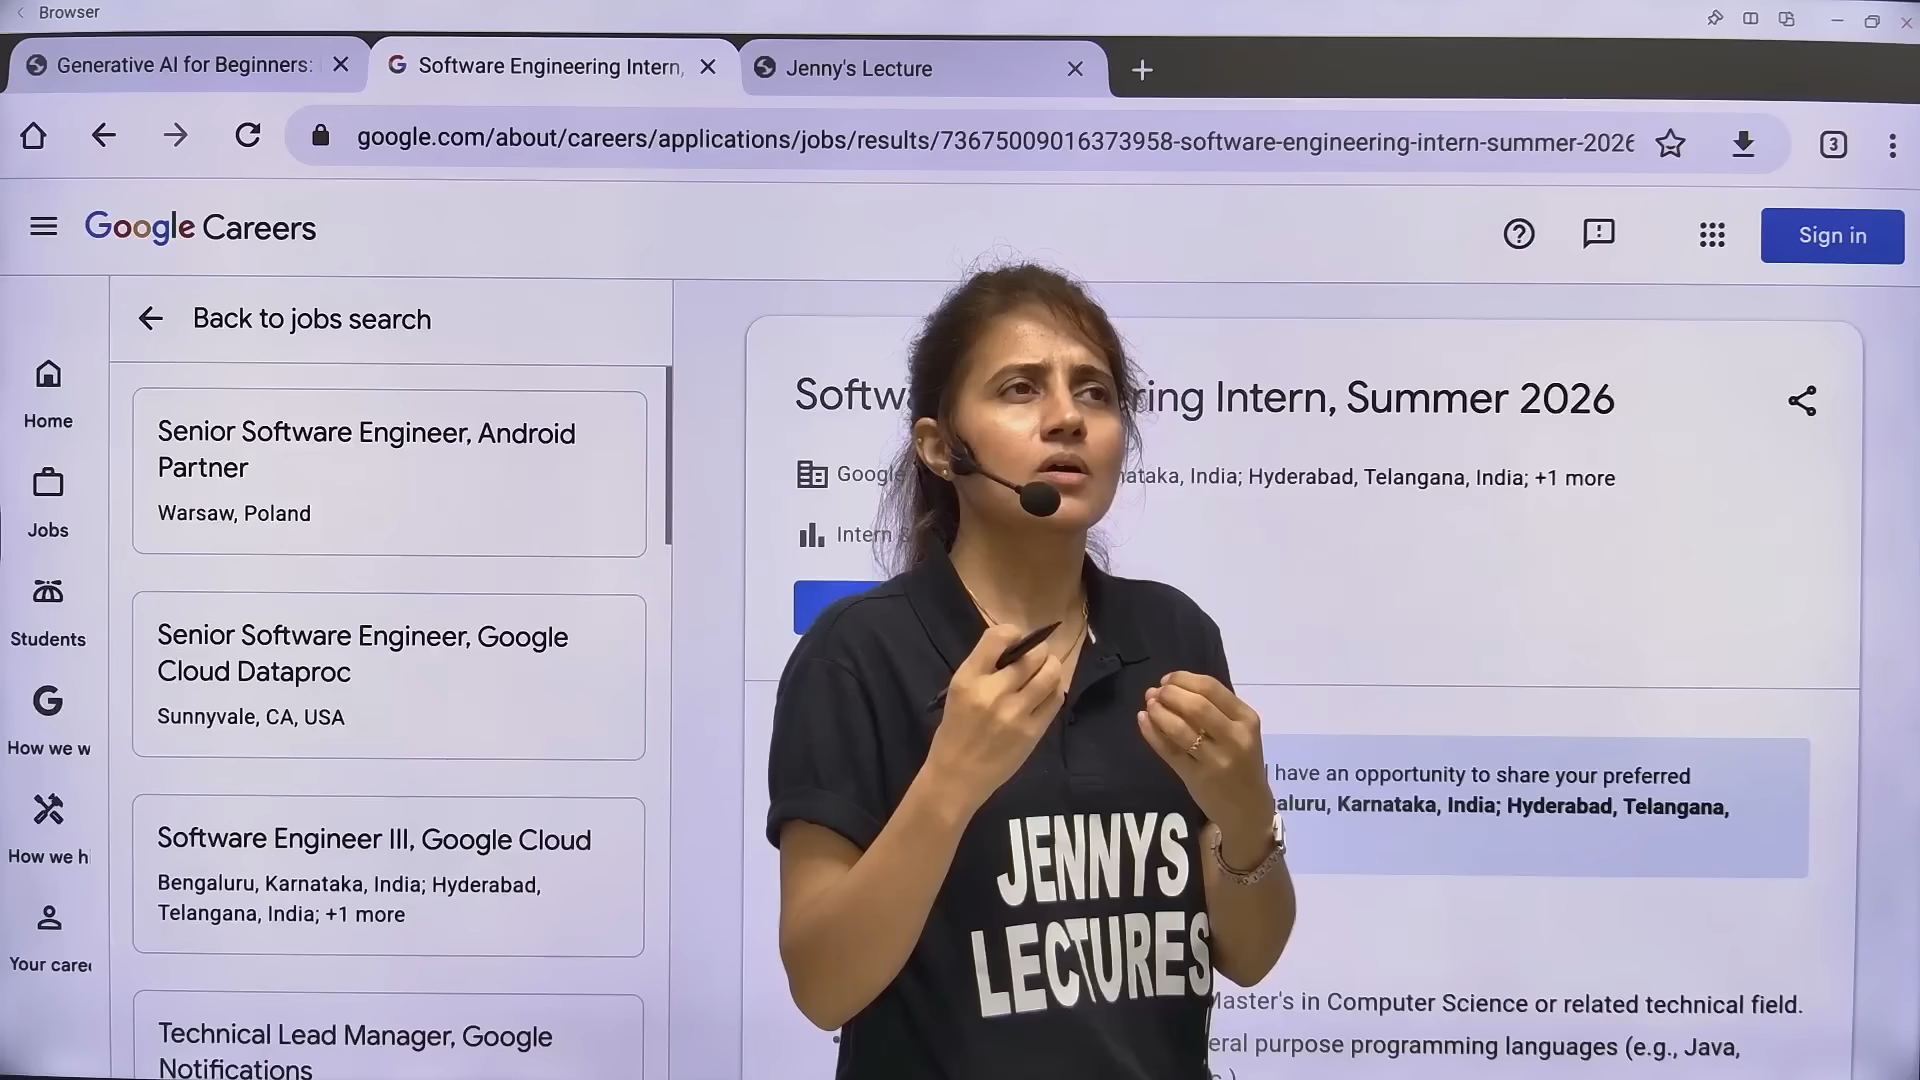 Browser
Generative AI for Beginners:
Software Engineering Intern,
Jenny's Lecture
google.com/about/careers/applications/jobs/results/73675009016373958-software-engineering-intern-summer-2026
3
Google Careers
Sign in
Back to jobs search
Home
Jobs
Students
How we w
How we h
Your care
Senior Software Engineer, Android
Partner
Warsaw, Poland
Senior Software Engineer, Google
Cloud Dataproc
Sunnyvale, CA, USA
Software Engineer III, Google Cloud
Bengaluru, Karnataka, India; Hyderabad,
Telangana, India; +1 more
Technical Lead Manager, Google
Notifications
Softw ring Intern, Summer 2026
Google nataka, India; Hyderabad, Telangana, India; +1 more
Intern &
have an opportunity to share your preferred
galuru, Karnataka, India; Hyderabad, Telangana,
Master's in Computer Science or related technical field.
eral purpose programming languages (e.g., Java,
JENNYS
LECTURES